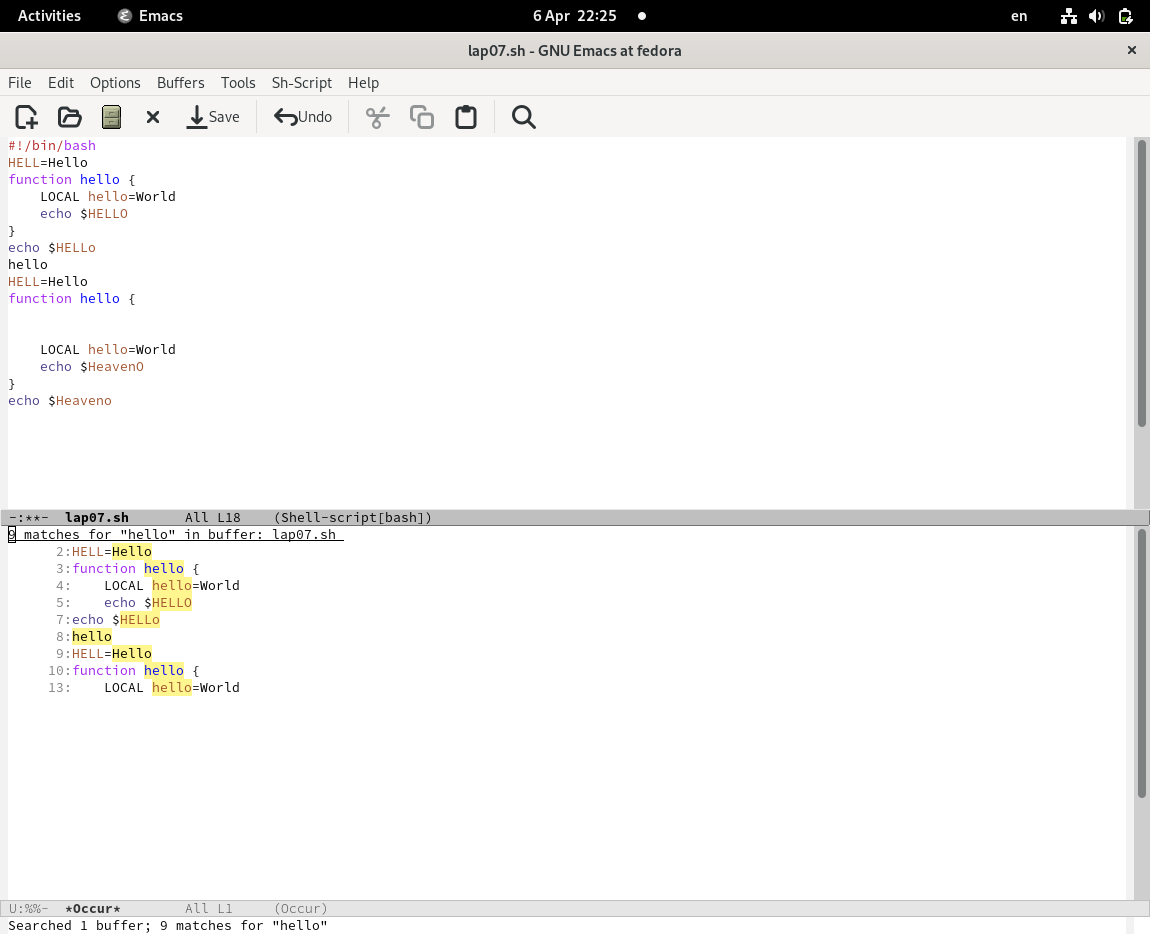 Activities Emacs 6 Apr 22:25 en
lap07.sh - GNU Emacs at fedora
File Edit Options Buffers Tools Sh-Script Help
Save Undo
#!/bin/bash
HELL=Hello
function hello {
    LOCAL hello=World
    echo $HELLO
}
echo $HELLo
hello
HELL=Hello
function hello {
    LOCAL hello=World
    echo $HeavenO
}
echo $Heaveno
-:**-  lap07.sh       All L18    (Shell-script[bash])
9 matches for "hello" in buffer: lap07.sh
      2:HELL=Hello
      3:function hello {
      4:    LOCAL hello=World
      5:    echo $HELLO
      7:echo $HELLo
      8:hello
      9:HELL=Hello
     10:function hello {
     13:    LOCAL hello=World
U:%%-  *Occur*        All L1     (Occur)
Searched 1 buffer; 9 matches for "hello"